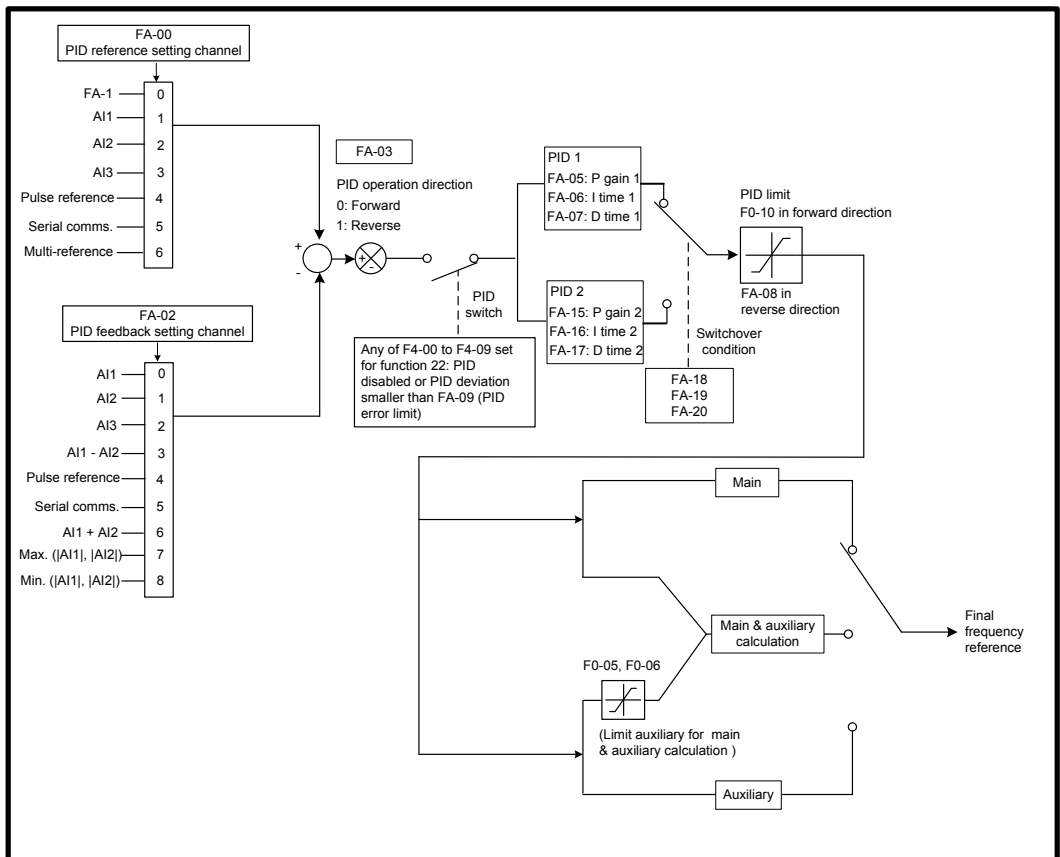 FA-00
PID reference setting channel
FA-1
0
AI1
1
AI2
2
AI3
3
Pulse reference
4
Serial comms.
5
Multi-reference
6
FA-02
PID feedback setting channel
AI1
0
AI2
1
AI3
2
AI1 - AI2
3
Pulse reference
4
Serial comms.
5
AI1 + AI2
6
Max. (|AI1|, |AI2|)
7
Min. (|AI1|, |AI2|)
8
+
-
FA-03
PID operation direction
0: Forward
1: Reverse
+
-
PID
switch
Any of F4-00 to F4-09 set
for function 22: PID
disabled or PID deviation
smaller than FA-09 (PID
error limit)
PID 1
FA-05: P gain 1
FA-06: I time 1
FA-07: D time 1
PID 2
FA-15: P gain 2
FA-16: I time 2
FA-17: D time 2
Switchover
condition
FA-18
FA-19
FA-20
PID limit
F0-10 in forward direction
FA-08 in
reverse direction
Main
Main & auxiliary
calculation
F0-05, F0-06
(Limit auxiliary for main
& auxiliary calculation )
Auxiliary
Final
frequency
reference